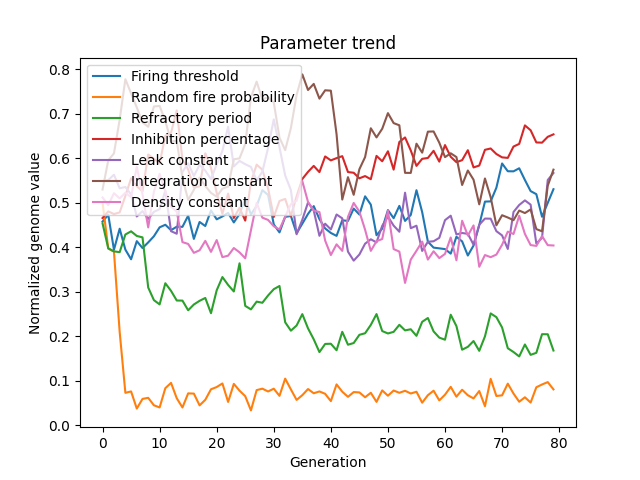 Parameter trend
Firing threshold
Random fire probability
Refractory period
Inhibition percentage
Leak constant
Integration constant
Density constant
Normalized genome value
0.8
0.7
0.6
0.5
0.4
0.3
0.2
0.1
0.0
0 10 20 30 40 50 60 70 80
Generation